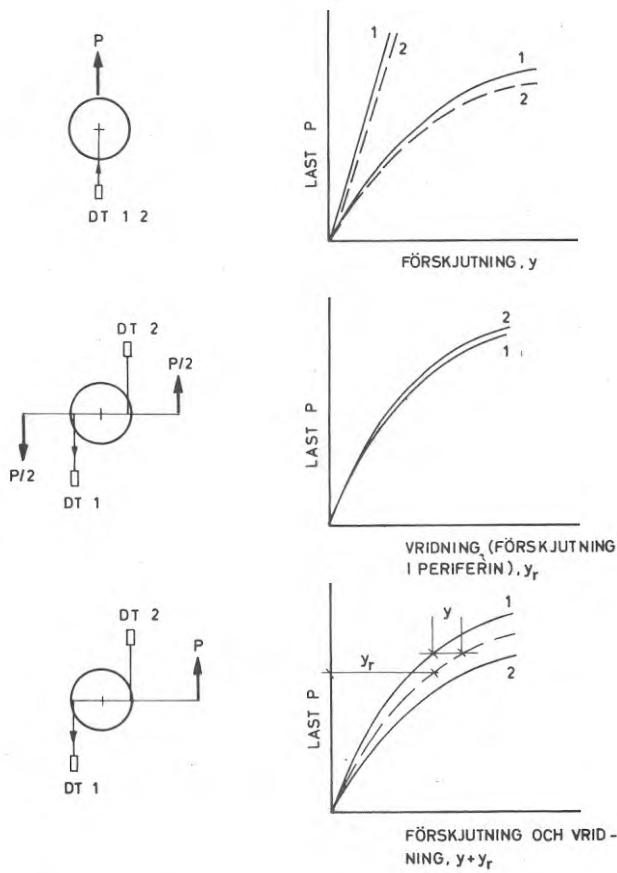 P
DT 1 2
1
2
1
2
LAST P
FÖRSKJUTNING, y
DT 2
P/2
P/2
DT 1
2
1
LAST P
VRIDNING (FÖRSKJUTNING
I PERIFERIN), yr
DT 2
P
DT 1
1
y
yr
2
LAST P
FÖRSKJUTNING OCH VRID-
NING, y+yr